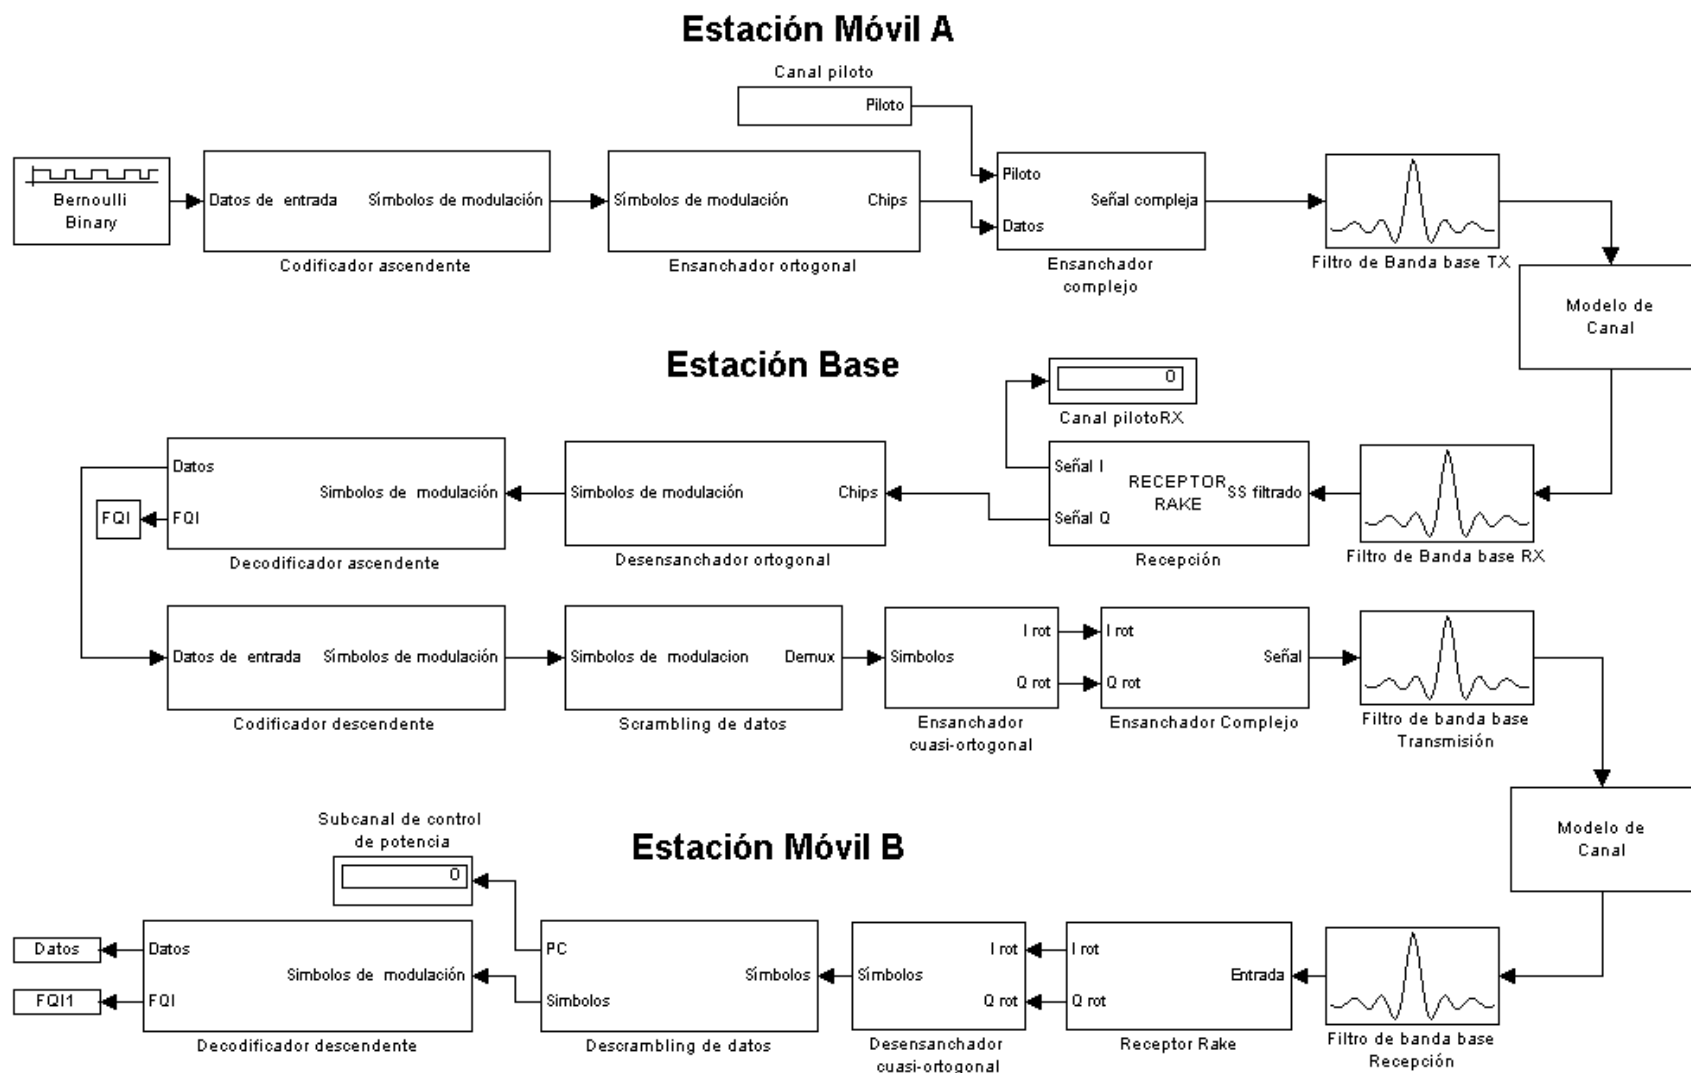 Estación Móvil A
Canal piloto
Piloto
Bernoulli
Binary
Datos de entrada
Símbolos de modulación
Codificador ascendente
Símbolos de modulación
Chips
Ensanchador ortogonal
Piloto
Datos
Señal compleja
Ensanchador
complejo
Filtro de Banda base TX
Modelo de
Canal
Estación Base
0
Canal pilotoRX
Datos
FQI
Simbolos de modulación
FQI
Decodificador ascendente
Simbolos de modulación
Chips
Desensanchador ortogonal
Señal I
Señal Q
RECEPTOR
RAKE
SS filtrado
Recepción
Filtro de Banda base RX
Datos de entrada
Símbolos de modulación
Codificador descendente
Simbolos de modulacion
Demux
Scrambling de datos
Simbolos
I rot
Q rot
Ensanchador
cuasi-ortogonal
I rot
Q rot
Señal
Ensanchador Complejo
Filtro de banda base
Transmisión
Modelo de
Canal
Subcanal de control
de potencia
0
Estación Móvil B
Datos
FQI1
Datos
FQI
Simbolos de modulación
Decodificador descendente
PC
Simbolos
Símbolos
Descrambling de datos
Símbolos
I rot
Q rot
Desensanchador
cuasi-ortogonal
I rot
Q rot
Entrada
Receptor Rake
Filtro de banda base
Recepción